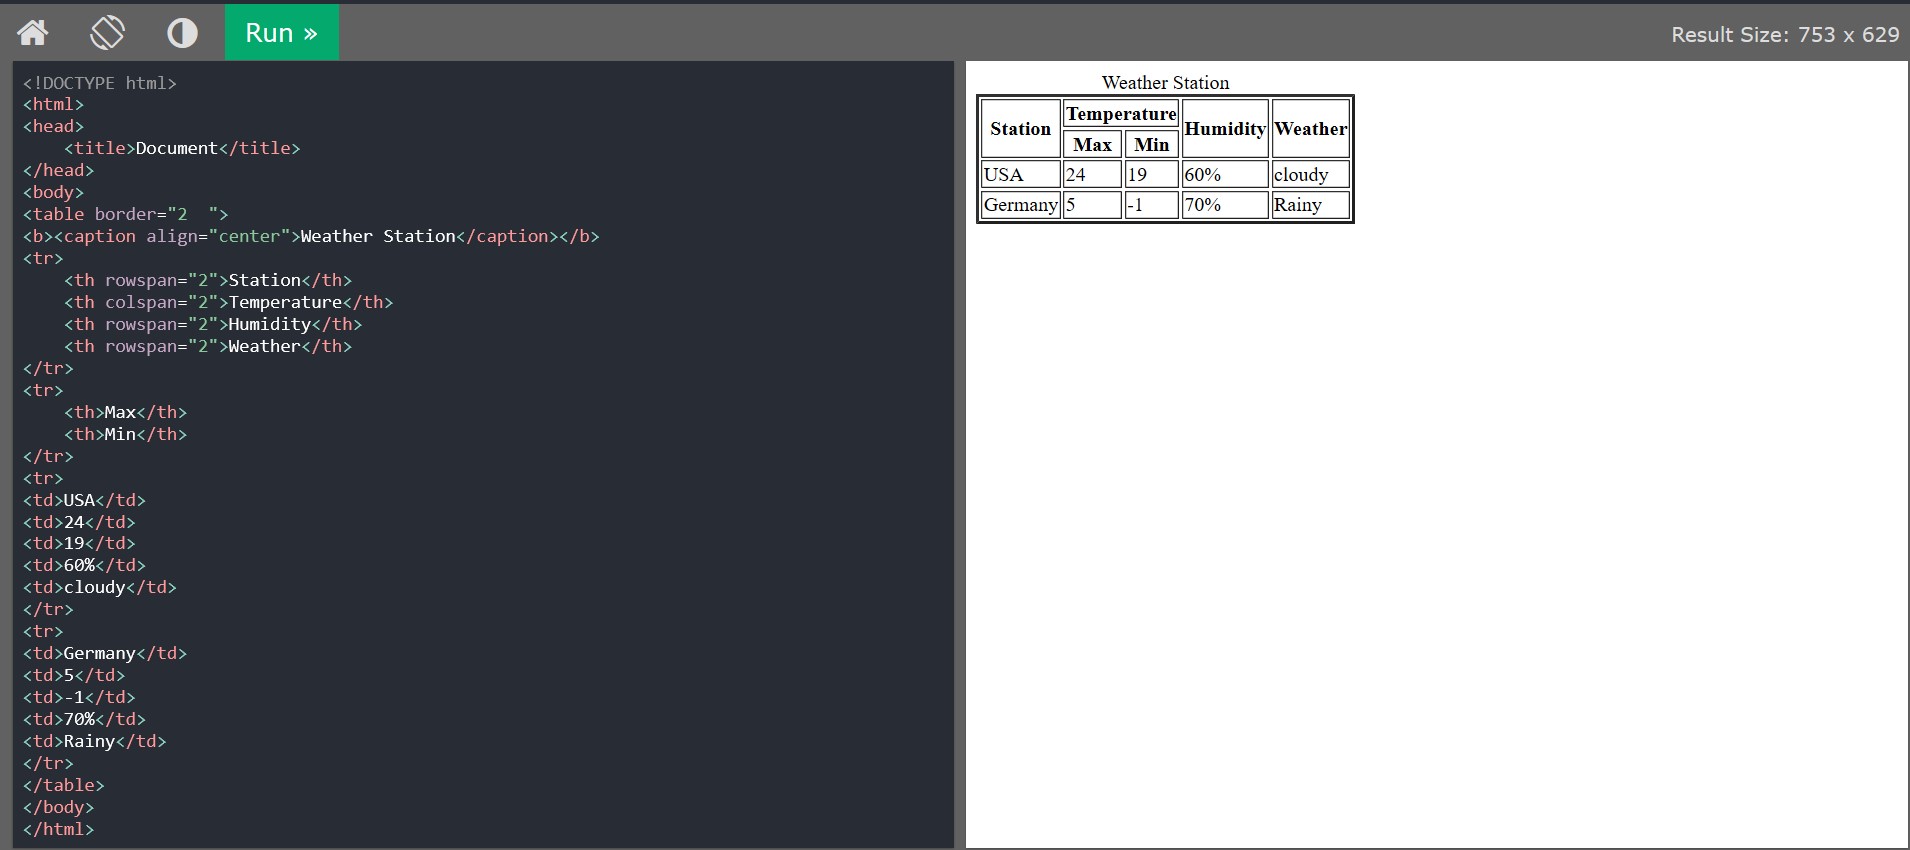 Run »
Result Size: 753 x 629
<!DOCTYPE html>
<html>
<head>
    <title>Document</title>
</head>
<body>
<table border="2  ">
<b><caption align="center">Weather Station</caption></b>
<tr>
    <th rowspan="2">Station</th>
    <th colspan="2">Temperature</th>
    <th rowspan="2">Humidity</th>
    <th rowspan="2">Weather</th>
</tr>
<tr>
    <th>Max</th>
    <th>Min</th>
</tr>
<tr>
<td>USA</td>
<td>24</td>
<td>19</td>
<td>60%</td>
<td>cloudy</td>
</tr>
<tr>
<td>Germany</td>
<td>5</td>
<td>-1</td>
<td>70%</td>
<td>Rainy</td>
</tr>
</table>
</body>
</html>
Weather Station
Station Temperature Humidity Weather
Max Min
USA 24 19 60% cloudy
Germany 5 -1 70% Rainy